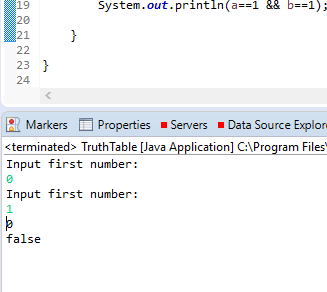 19 System.out.println(a==1 && b==1);
20
21 }
22
23 }
24
Markers Properties Servers Data Source Explor
<terminated> TruthTable [Java Application] C:\Program Files\
Input first number:
0
Input first number:
1
0
false